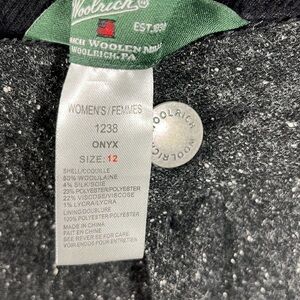 Woolrich
EST. 1830
RICH WOOLEN MILL
WOOLRICH, PA
WOMEN'S/FEMMES
1238
ONYX
SIZE: 12
SHELL/COQUILLE
50% WOOL/LAINE
4% SILK/SOIE
23% POLYESTER/POLYESTER
22% VISCOSE/VISCOSE
1% LYCRA/LYCRA
LINING/DOUBLURE
100% POLYESTER/POLYESTER
MADE IN CHINA
FAIT EN CHINE
SEE REVERSE FOR CARE
VOIR ENDOS POUR ENTRETIEN
WOOLRICH WOOLRICH